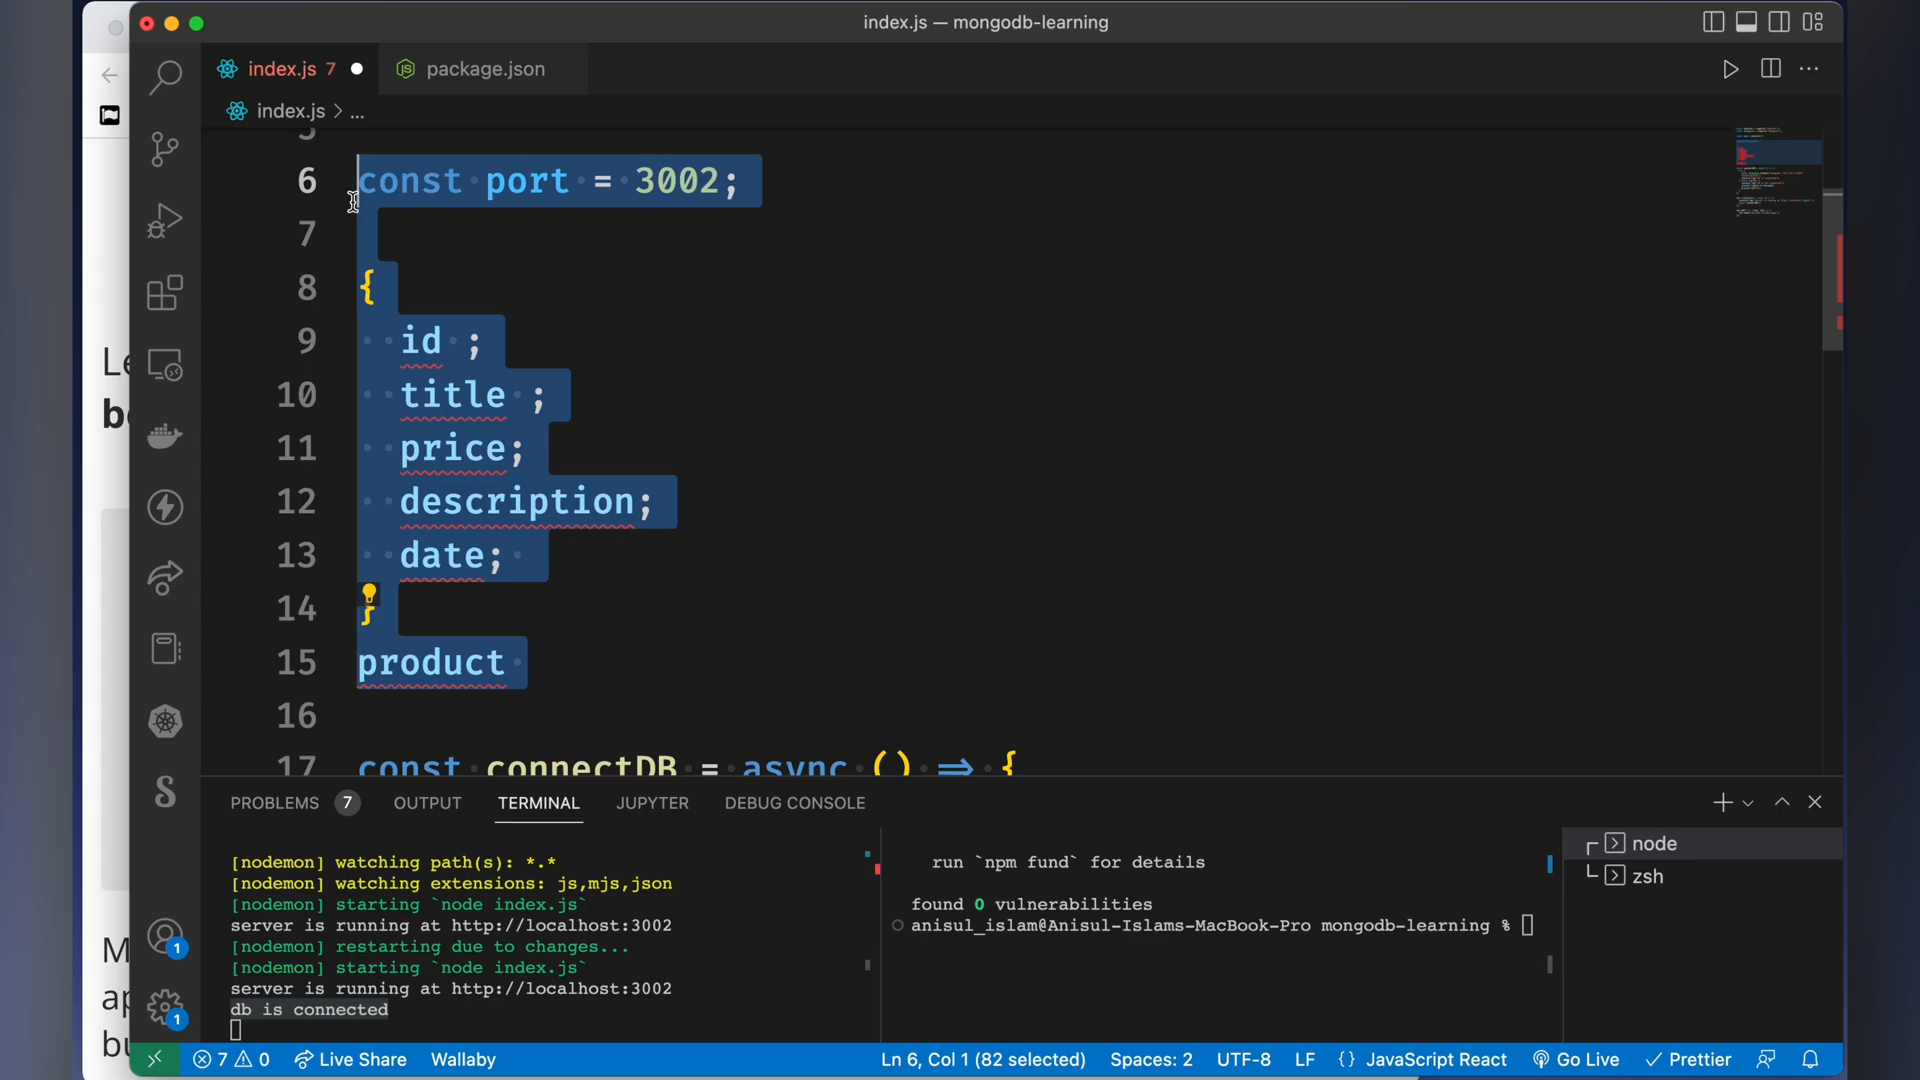 index.js — mongodb-learning
index.js 7
package.json
index.js > ...
5
6 const port = 3002;
7
8 {
9 id ;
10 title ;
11 price;
12 description;
13 date;
14 }
15 product
16
17 const connectDB = async () => {
PROBLEMS 7 OUTPUT TERMINAL JUPYTER DEBUG CONSOLE
[nodemon] watching path(s): *.*
[nodemon] watching extensions: js,mjs,json
[nodemon] starting `node index.js`
server is running at http://localhost:3002
[nodemon] restarting due to changes...
[nodemon] starting `node index.js`
server is running at http://localhost:3002
db is connected
run `npm fund` for details
found 0 vulnerabilities
anisul_islam@Anisul-Islams-MacBook-Pro mongodb-learning %
node
zsh
1
1
7 0 Live Share Wallaby Ln 6, Col 1 (82 selected) Spaces: 2 UTF-8 LF {} JavaScript React Go Live Prettier